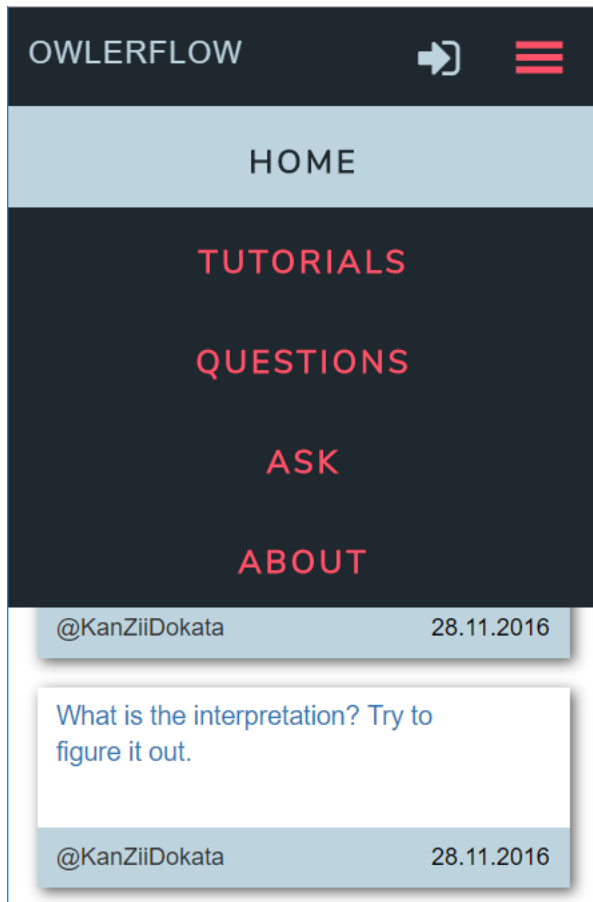 OWLERFLOW
HOME
TUTORIALS
QUESTIONS
ASK
ABOUT
@KanZiiDokata 28.11.2016
What is the interpretation? Try to
figure it out.
@KanZiiDokata 28.11.2016